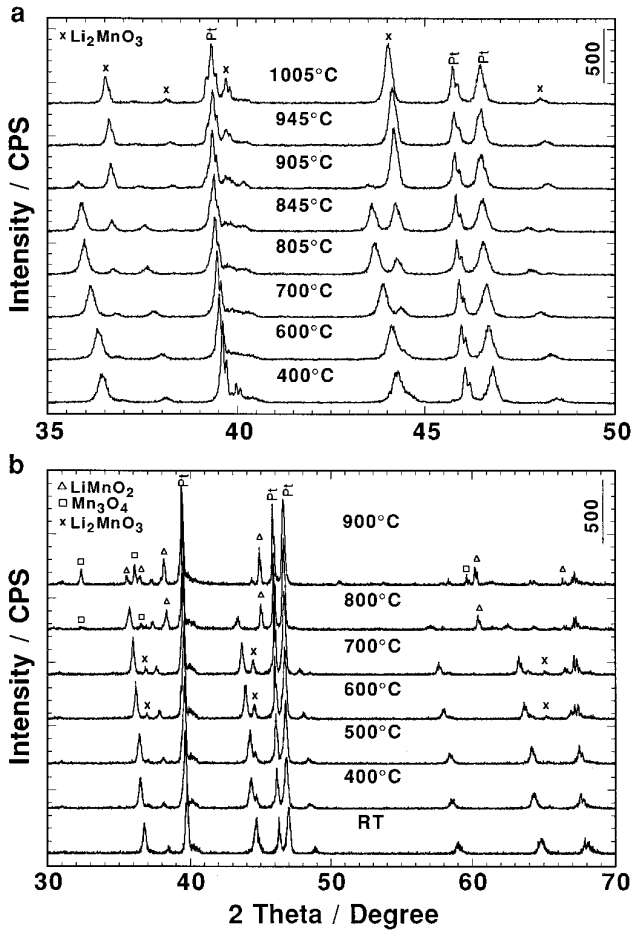 a
x Li2MnO3
Pt
Pt
Pt
x
x
x
x
x
500
1005°C
945°C
905°C
845°C
805°C
700°C
600°C
400°C
Intensity / CPS
35 40 45 50
b
△ LiMnO2
□ Mn3O4
x Li2MnO3
Pt
Pt
Pt
500
900°C
800°C
700°C
x x x
600°C
x x x
500°C
400°C
RT
Intensity / CPS
30 40 50 60 70
2 Theta / Degree